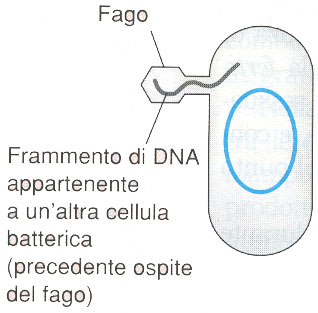 Fago
Frammento di DNA
appartenente
a un'altra cellula
batterica
(precedente ospite
del fago)